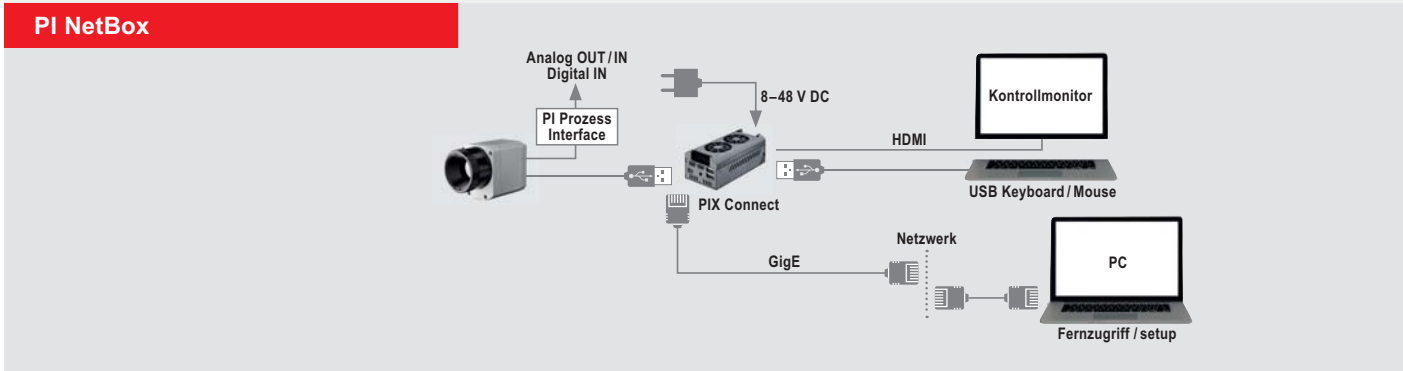 PI NetBox
Analog OUT / IN
Digital IN
PI Prozess
Interface
8–48 V DC
Kontrollmonitor
HDMI
USB Keyboard / Mouse
PIX Connect
Netzwerk
GigE
PC
Fernzugriff / setup